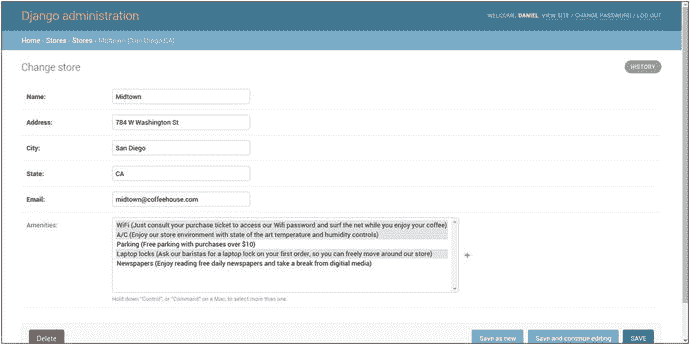 Django administration
WELCOME, DANIEL. VIEW SITE / CHANGE PASSWORD / LOG OUT
Home › Stores › Stores › Midtown (San Diego,CA)
Change store
HISTORY
Name: Midtown
Address: 784 W Washington St
City: San Diego
State: CA
Email: midtown@coffeehouse.com
Amenities:
WiFi (Just consult your purchase ticket to access our Wifi password and surf the net while you enjoy your coffee)
A/C (Enjoy our store environment with state of the art temperature and humidity controls)
Parking (Free parking with purchases over $10)
Laptop locks (Ask our baristas for a laptop lock on your first order, so you can freely move around our store)
Newspapers (Enjoy reading free daily newspapers and take a break from digitial media)
+
Hold down "Control", or "Command" on a Mac, to select more than one.
Delete
Save as new
Save and continue editing
SAVE